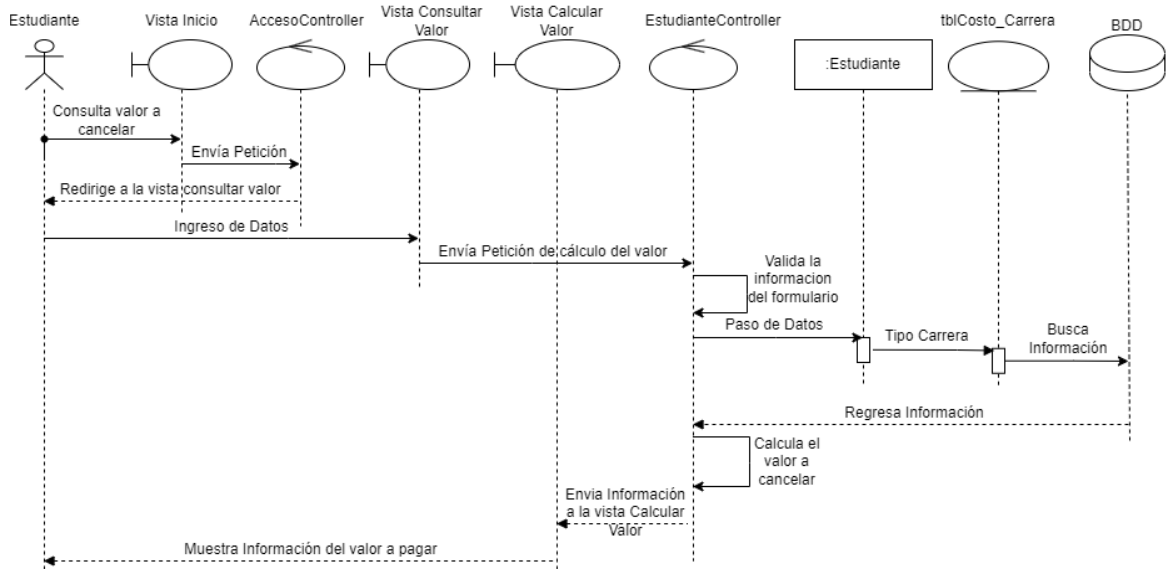 Estudiante
Vista Inicio
AccesoController
Vista Consultar
Valor
Vista Calcular
Valor
EstudianteController
:Estudiante
tblCosto_Carrera
BDD
Consulta valor a
cancelar
Envía Petición
Redirige a la vista consultar valor
Ingreso de Datos
Envía Petición de cálculo del valor
Valida la
informacion
del formulario
Paso de Datos
Tipo Carrera
Busca
Información
Regresa Información
Calcula el
valor a
cancelar
Envia Información
a la vista Calcular
Valor
Muestra Información del valor a pagar